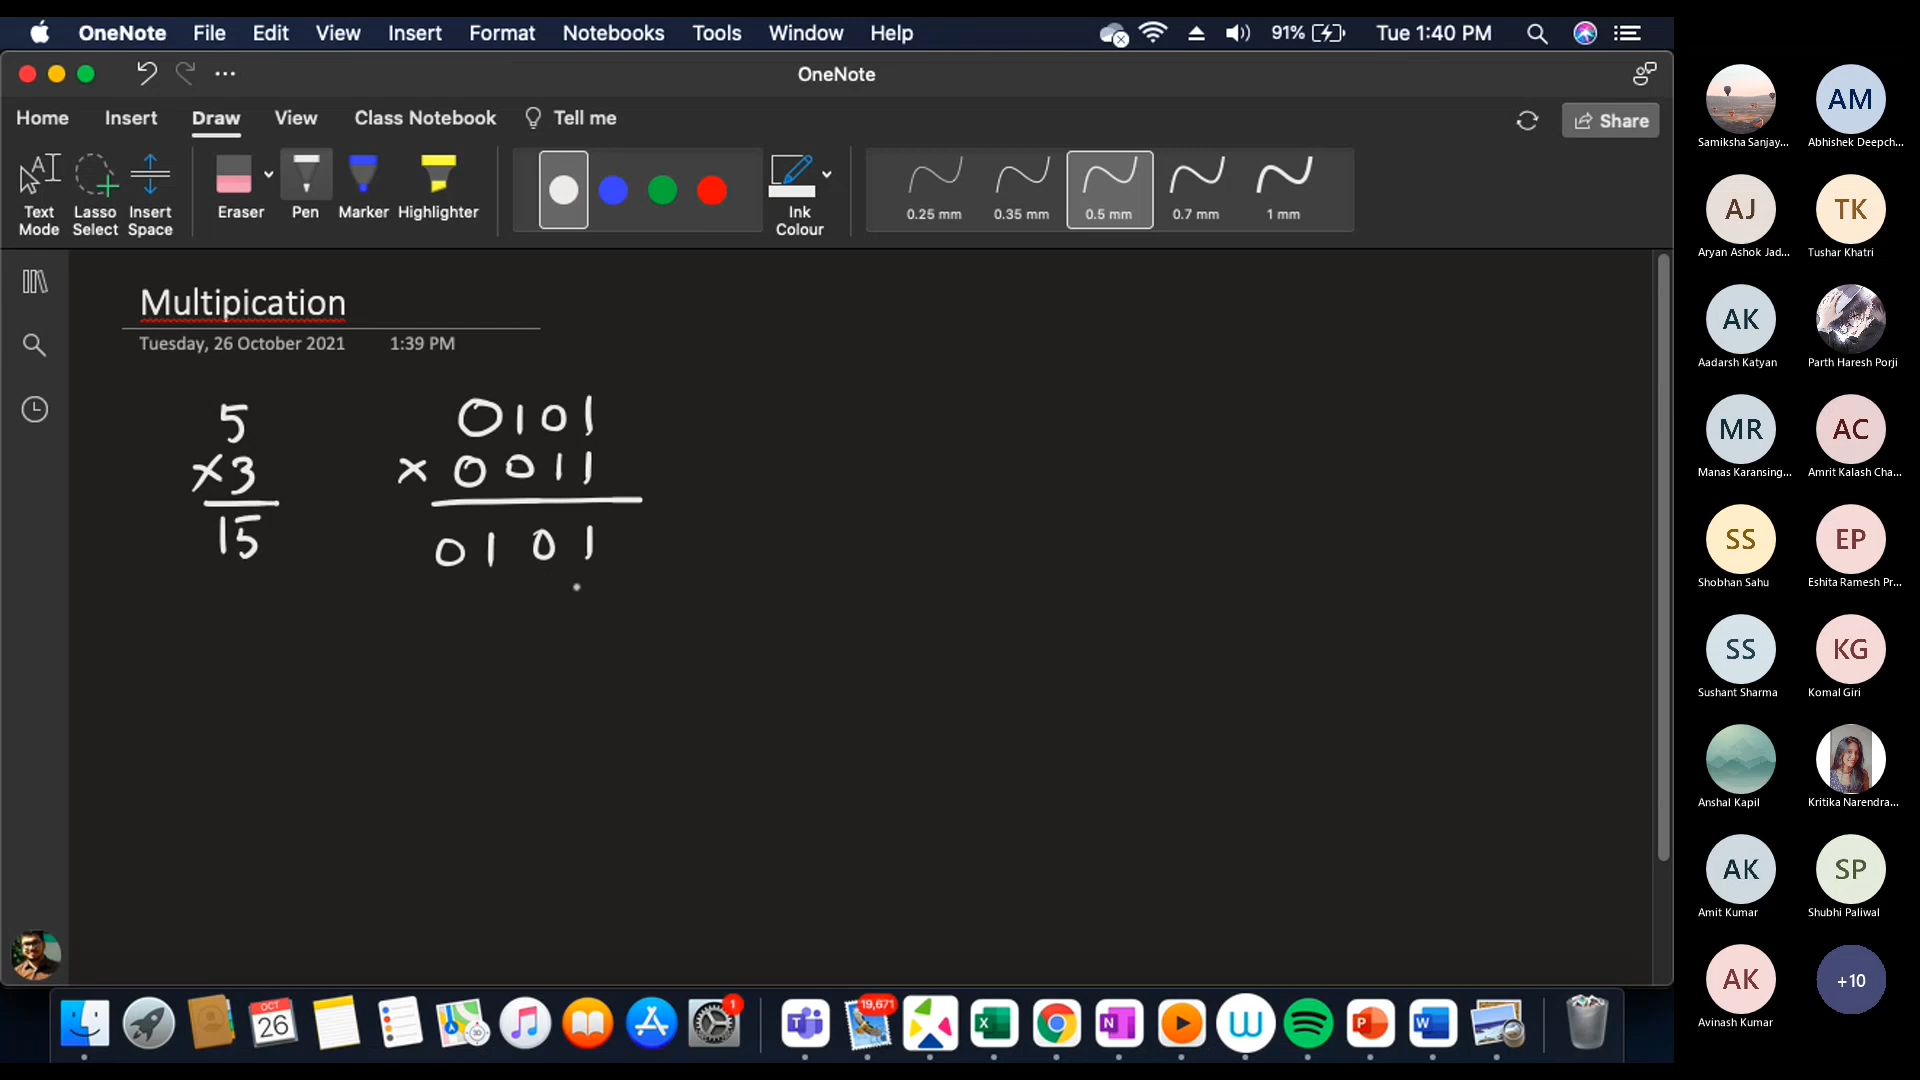 OneNote File Edit View Insert Format Notebooks Tools Window Help 91% Tue 1:40 PM
OneNote
Home Insert Draw View Class Notebook Tell me Share
Text Mode
Lasso Select
Insert Space
Eraser
Pen
Marker
Highlighter
Ink Colour
0.25 mm
0.35 mm
0.5 mm
0.7 mm
1 mm
Multipication
Tuesday, 26 October 2021 1:39 PM
5
×3
15
0101
× 0011
0101
OCT
26
3D
1
19,671
X
N
W
P
W
AM
Samiksha Sanjay... Abhishek Deepch...
AJ TK
Aryan Ashok Jad... Tushar Khatri
AK
Aadarsh Katyan Parth Haresh Porji
MR AC
Manas Karansing... Amrit Kalash Cha...
SS EP
Shobhan Sahu Eshita Ramesh Pr...
SS KG
Sushant Sharma Komal Giri
Anshal Kapil Kritika Narendra...
AK SP
Amit Kumar Shubhi Paliwal
AK +10
Avinash Kumar